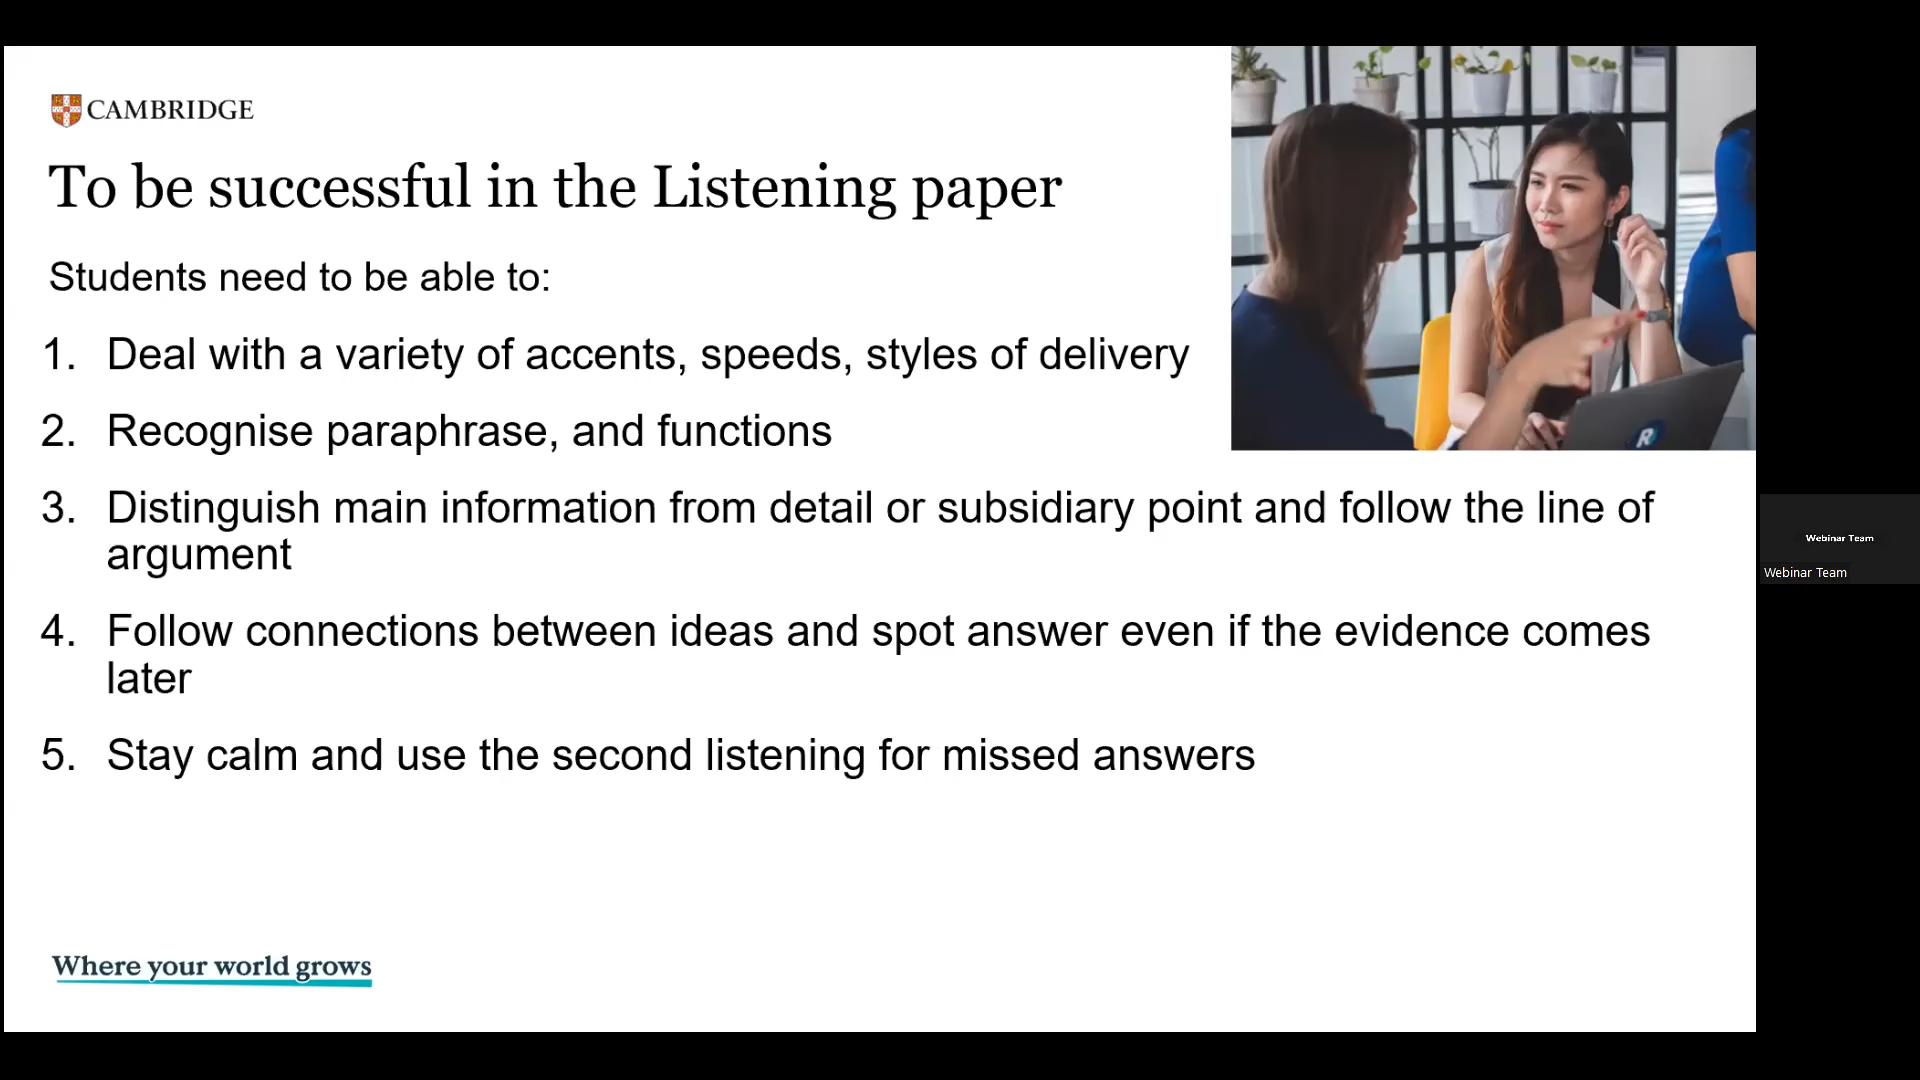 CAMBRIDGE
To be successful in the Listening paper
Students need to be able to:
1. Deal with a variety of accents, speeds, styles of delivery
2. Recognise paraphrase, and functions
3. Distinguish main information from detail or subsidiary point and follow the line of
argument
4. Follow connections between ideas and spot answer even if the evidence comes
later
5. Stay calm and use the second listening for missed answers
Where your world grows
R
Webinar Team
Webinar Team